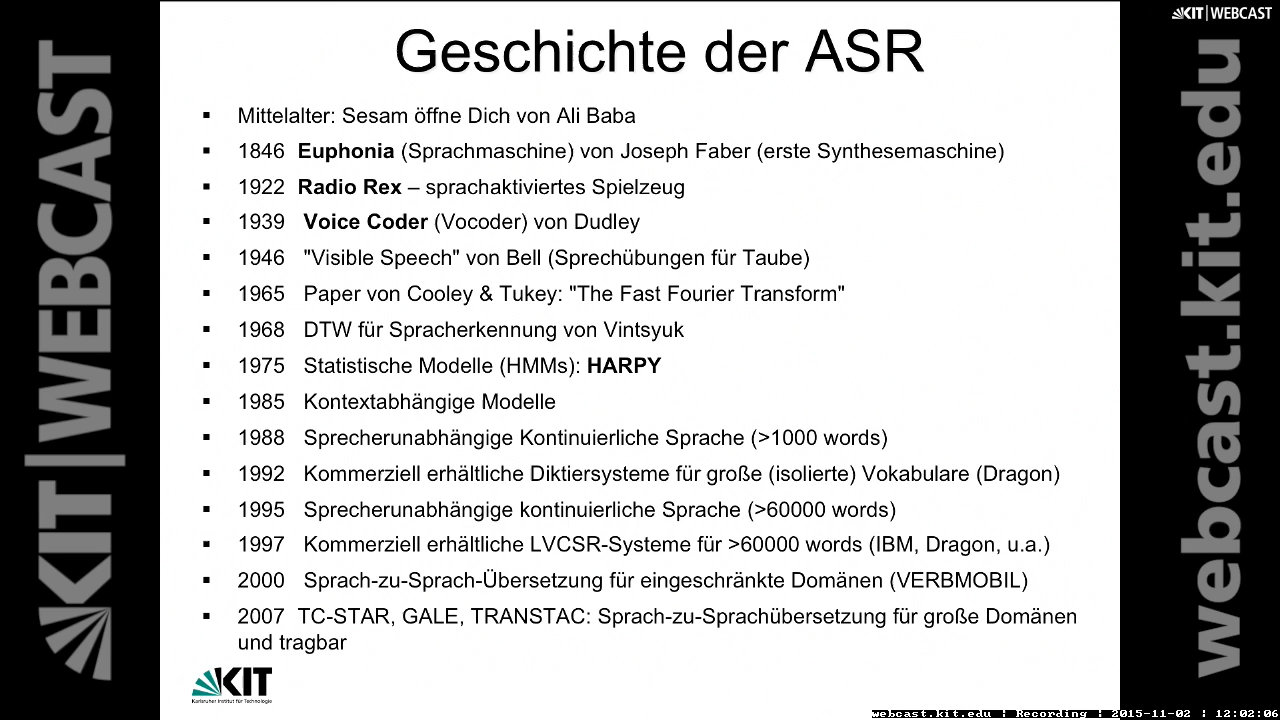 KIT|WEBCAST
KIT|WEBCAST
webcast.kit.edu
Geschichte der ASR
▪ Mittelalter: Sesam öffne Dich von Ali Baba
▪ 1846 Euphonia (Sprachmaschine) von Joseph Faber (erste Synthesemaschine)
▪ 1922 Radio Rex – sprachaktiviertes Spielzeug
▪ 1939 Voice Coder (Vocoder) von Dudley
▪ 1946 "Visible Speech" von Bell (Sprechübungen für Taube)
▪ 1965 Paper von Cooley & Tukey: "The Fast Fourier Transform"
▪ 1968 DTW für Spracherkennung von Vintsyuk
▪ 1975 Statistische Modelle (HMMs): HARPY
▪ 1985 Kontextabhängige Modelle
▪ 1988 Sprecherunabhängige Kontinuierliche Sprache (>1000 words)
▪ 1992 Kommerziell erhältliche Diktiersysteme für große (isolierte) Vokabulare (Dragon)
▪ 1995 Sprecherunabhängige kontinuierliche Sprache (>60000 words)
▪ 1997 Kommerziell erhältliche LVCSR-Systeme für >60000 words (IBM, Dragon, u.a.)
▪ 2000 Sprach-zu-Sprach-Übersetzung für eingeschränkte Domänen (VERBMOBIL)
▪ 2007 TC-STAR, GALE, TRANSTAC: Sprach-zu-Sprachübersetzung für große Domänen
und tragbar
KIT
Karlsruher Institut für Technologie
webcast.kit.edu | Recording | 2015-11-02 | 12:02:06